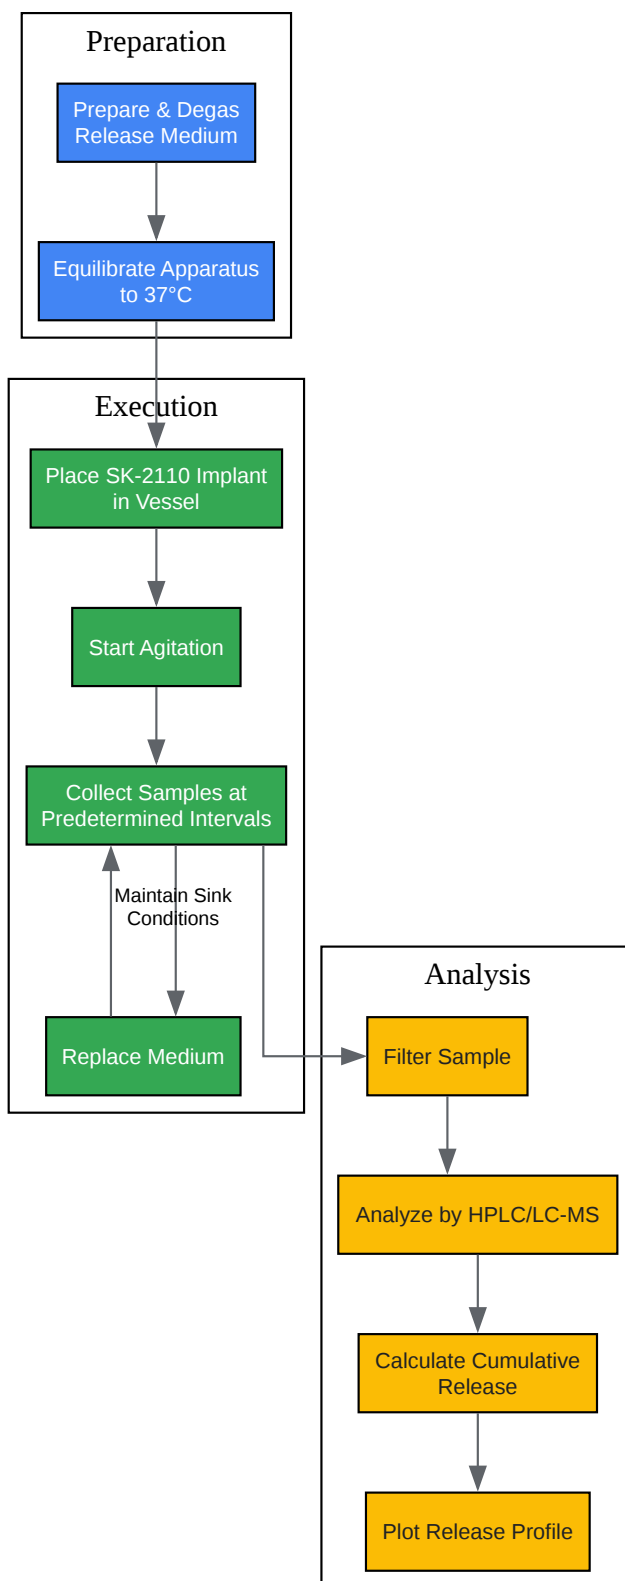 Preparation
Prepare & Degas
Release Medium
Equilibrate Apparatus
to 37°C
Execution
Place SK-2110 Implant
in Vessel
Start Agitation
Collect Samples at
Predetermined Intervals
Maintain Sink
Conditions
Replace Medium
Analysis
Filter Sample
Analyze by HPLC/LC-MS
Calculate Cumulative
Release
Plot Release Profile